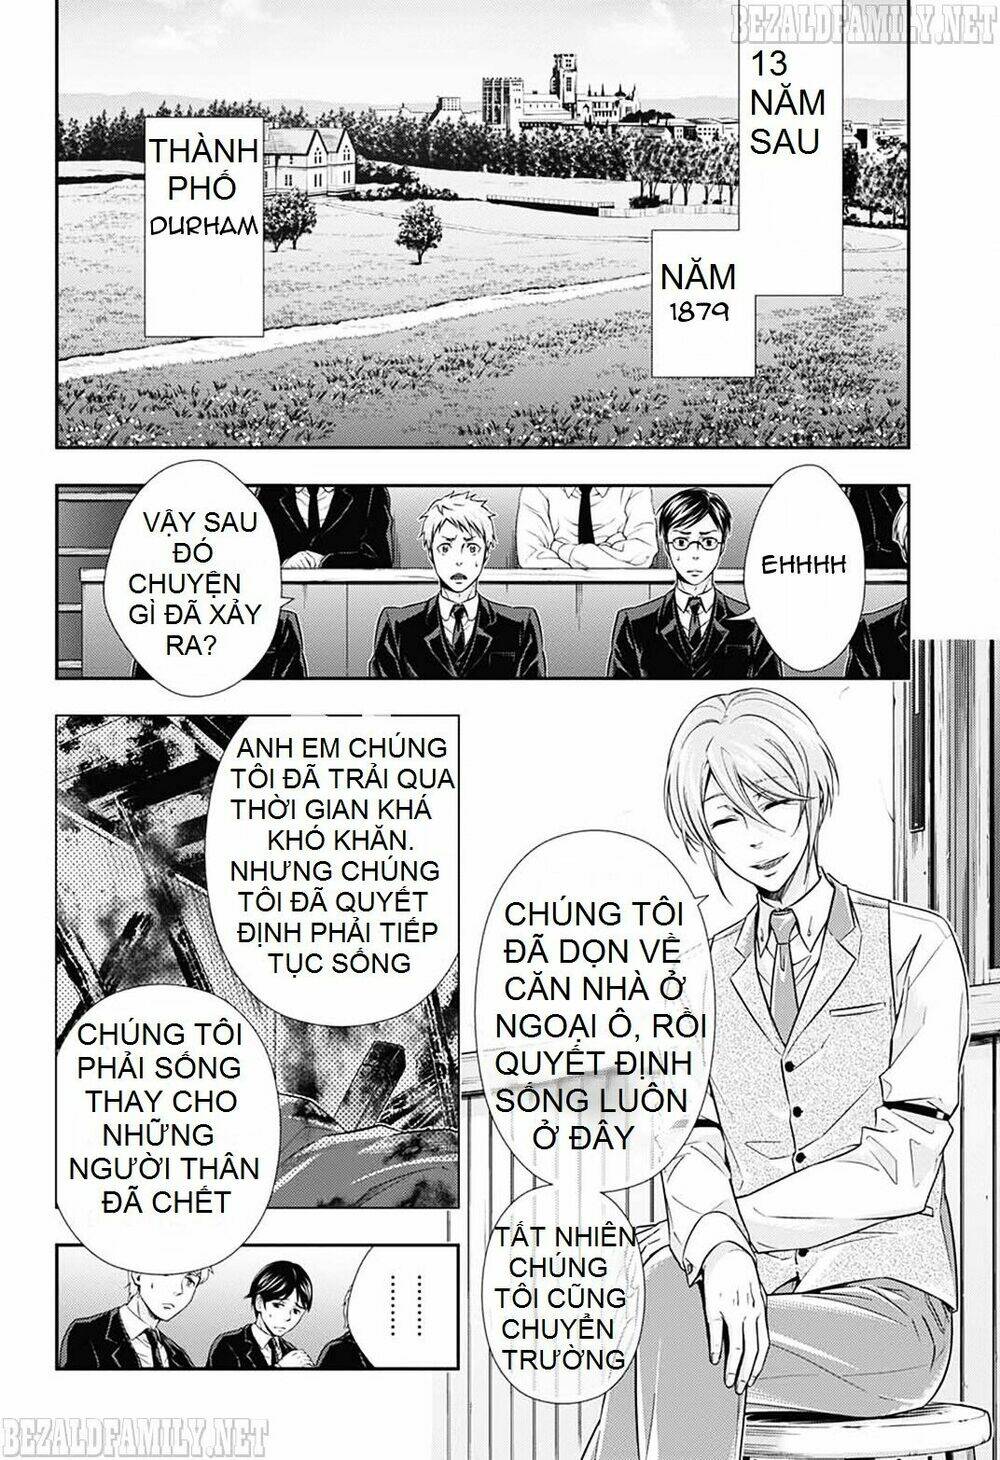 BEZALDFAMILY.NET
13
NĂM
SAU
NĂM
1879
THÀNH
PHỐ
DURHAM
EHHHH
VẬY SAU
ĐÓ
CHUYỆN
GÌ ĐÃ XẢY
RA?
CHÚNG TÔI
ĐÃ DỌN VỀ
CĂN NHÀ Ở
NGOẠI Ô, RỒI
QUYẾT ĐỊNH
SỐNG LUÔN
Ở ĐÂY
TẤT NHIÊN
CHÚNG
TÔI CŨNG
CHUYỂN
TRƯỜNG
ANH EM CHÚNG
TÔI ĐÃ TRẢI QUA
THỜI GIAN KHÁ
KHÓ KHĂN.
NHƯNG CHÚNG
TÔI ĐÃ QUYẾT
ĐỊNH PHẢI TIẾP
TỤC SỐNG
CHÚNG TÔI
PHẢI SỐNG
THAY CHO
NHỮNG
NGƯỜI THÂN
ĐÃ CHẾT
BEZALDFAMILY.NET